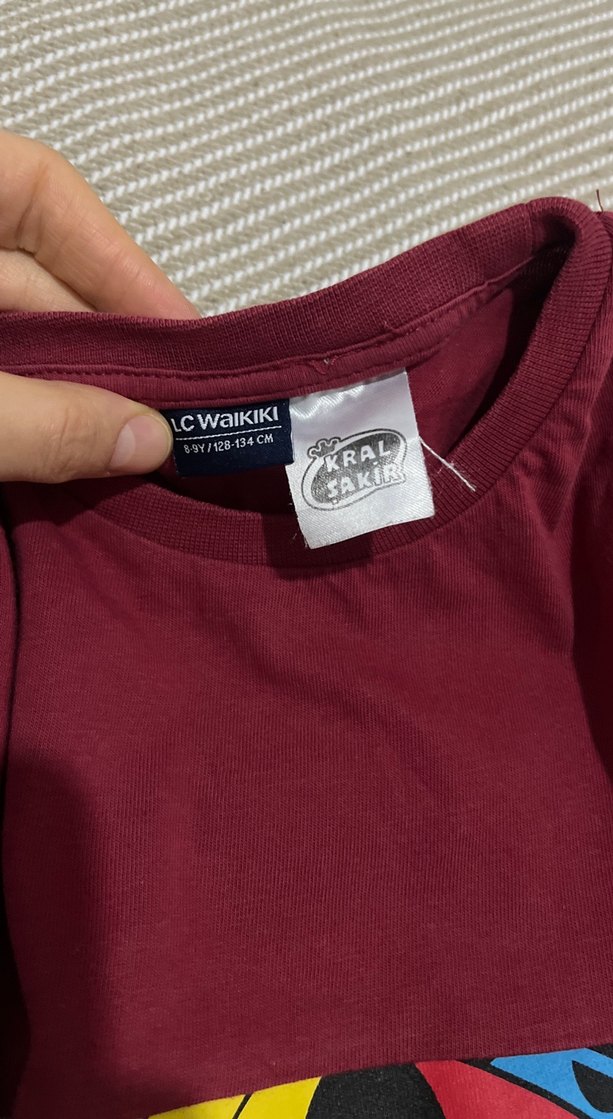 LC WAIKIKI
8-9Y / 128-134 CM
KRAL
ŞAKİR